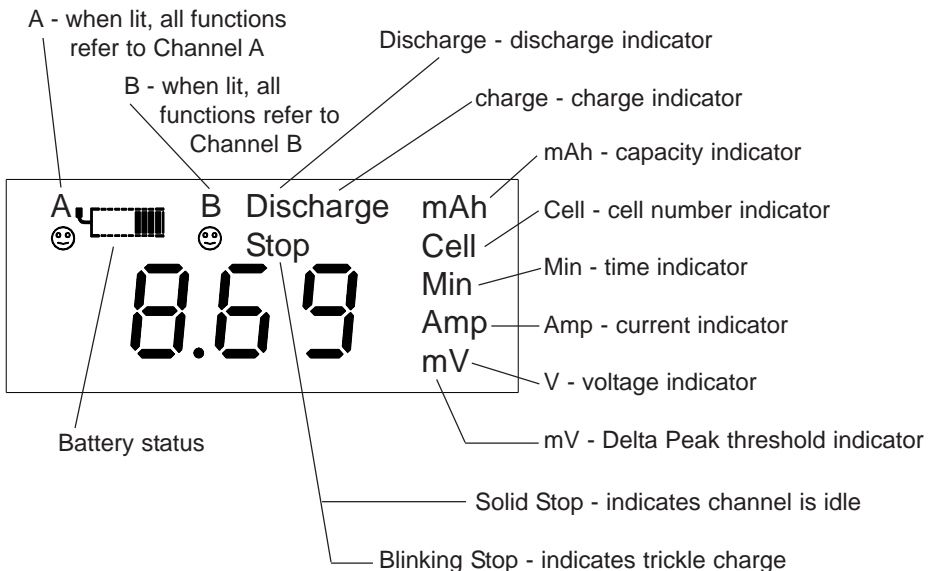 A - when lit, all functions
refer to Channel A
Discharge - discharge indicator
B - when lit, all
functions refer to
Channel B
charge - charge indicator
mAh - capacity indicator
A
B
Discharge
mAh
Cell - cell number indicator
Stop
Cell
Min - time indicator
8.69
Min
Amp
Amp - current indicator
mV
V - voltage indicator
Battery status
mV - Delta Peak threshold indicator
Solid Stop - indicates channel is idle
Blinking Stop - indicates trickle charge